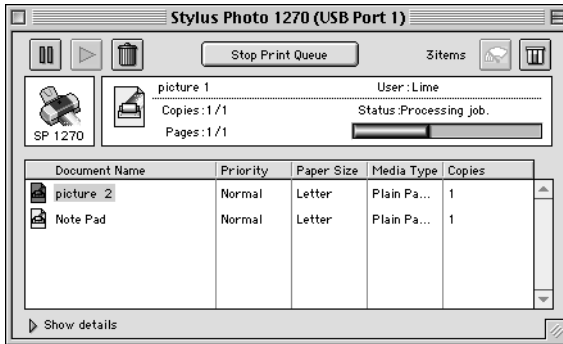 Stylus Photo 1270 (USB Port 1)
Stop Print Queue
3items
picture 1 User:Lime
Copies:1/1 Status:Processing job.
Pages:1/1
SP 1270
Document Name Priority Paper Size Media Type Copies
picture 2 Normal Letter Plain Pa... 1
Note Pad Normal Letter Plain Pa... 1
Show details